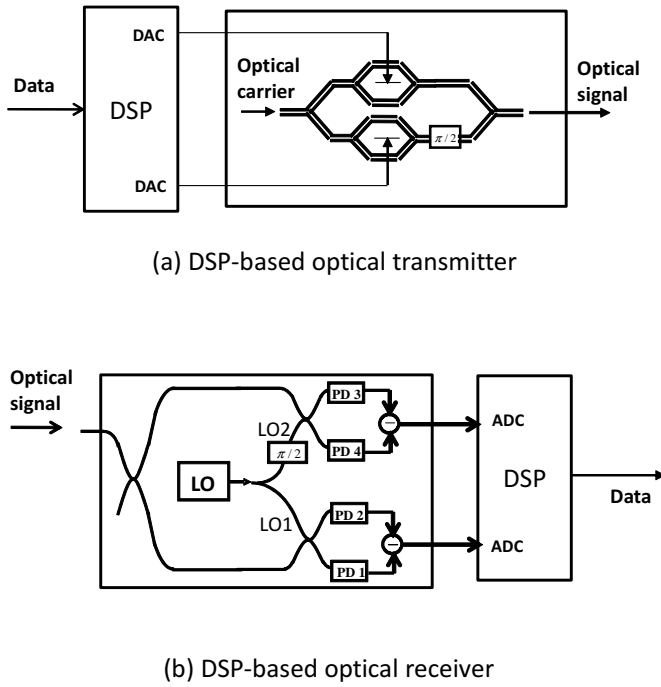 DAC
Data
DSP
DAC
Optical
carrier
π/2
Optical
signal
(a) DSP-based optical transmitter
Optical
signal
LO2
π/2
LO
LO1
PD 3
PD 4
PD 2
PD 1
−
−
ADC
DSP
ADC
Data
(b) DSP-based optical receiver